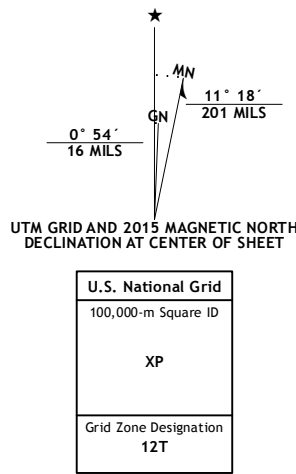 MN
GN
11° 18´
201 MILS
0° 54´
16 MILS
UTM GRID AND 2015 MAGNETIC NORTH
DECLINATION AT CENTER OF SHEET
U.S. National Grid
100,000-m Square ID
XP
Grid Zone Designation
12T